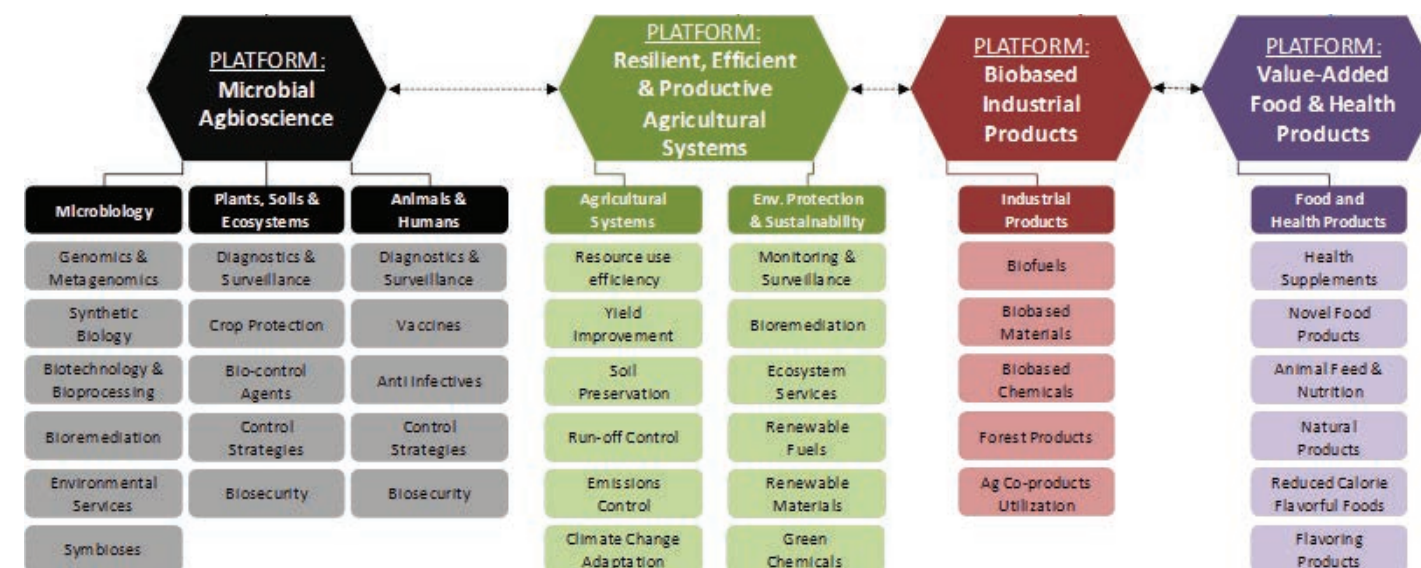 PLATFORM:
Microbial
Agbioscience
PLATFORM:
Resilient, Efficient
& Productive
Agricultural
Systems
PLATFORM:
Biobased
Industrial
Products
PLATFORM:
Value-Added
Food & Health
Products
Microbiology
Genomics &
Metagenomics
Synthetic
Biology
Biotechnology &
Bioprocessing
Bioremediation
Environmental
Services
Symbioses
Plants, Soils &
Ecosystems
Diagnostics &
Surveillance
Crop Protection
Bio-control
Agents
Control
Strategies
Biosecurity
Animals &
Humans
Diagnostics &
Surveillance
Vaccines
Anti Infectives
Control
Strategies
Biosecurity
Agricultural
Systems
Resource use
efficiency
Yield
Improvement
Soil
Preservation
Run-off Control
Emissions
Control
Climate Change
Adaptation
Env. Protection
& Sustainability
Monitoring &
Surveillance
Bioremediation
Ecosystem
Services
Renewable
Fuels
Renewable
Materials
Green
Chemicals
Industrial
Products
Biofuels
Biobased
Materials
Biobased
Chemicals
Forest Products
Ag Co-products
Utilization
Food and
Health Products
Health
Supplements
Novel Food
Products
Animal Feed &
Nutrition
Natural
Products
Reduced Calorie
Flavorful Foods
Flavoring
Products